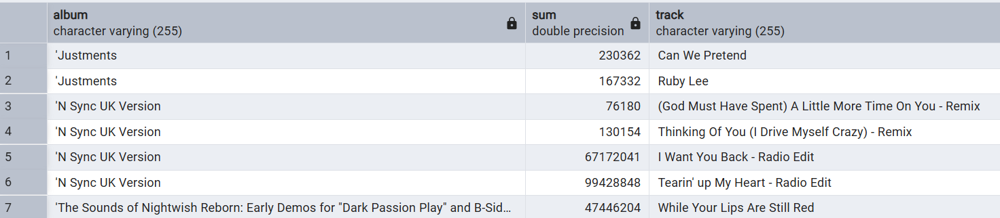 album sum track
character varying (255) double precision character varying (255)
1 'Justments 230362 Can We Pretend
2 'Justments 167332 Ruby Lee
3 'N Sync UK Version 76180 (God Must Have Spent) A Little More Time On You - Remix
4 'N Sync UK Version 130154 Thinking Of You (I Drive Myself Crazy) - Remix
5 'N Sync UK Version 67172041 I Want You Back - Radio Edit
6 'N Sync UK Version 99428848 Tearin' up My Heart - Radio Edit
7 'The Sounds of Nightwish Reborn: Early Demos for "Dark Passion Play" and B-Sid... 47446204 While Your Lips Are Still Red